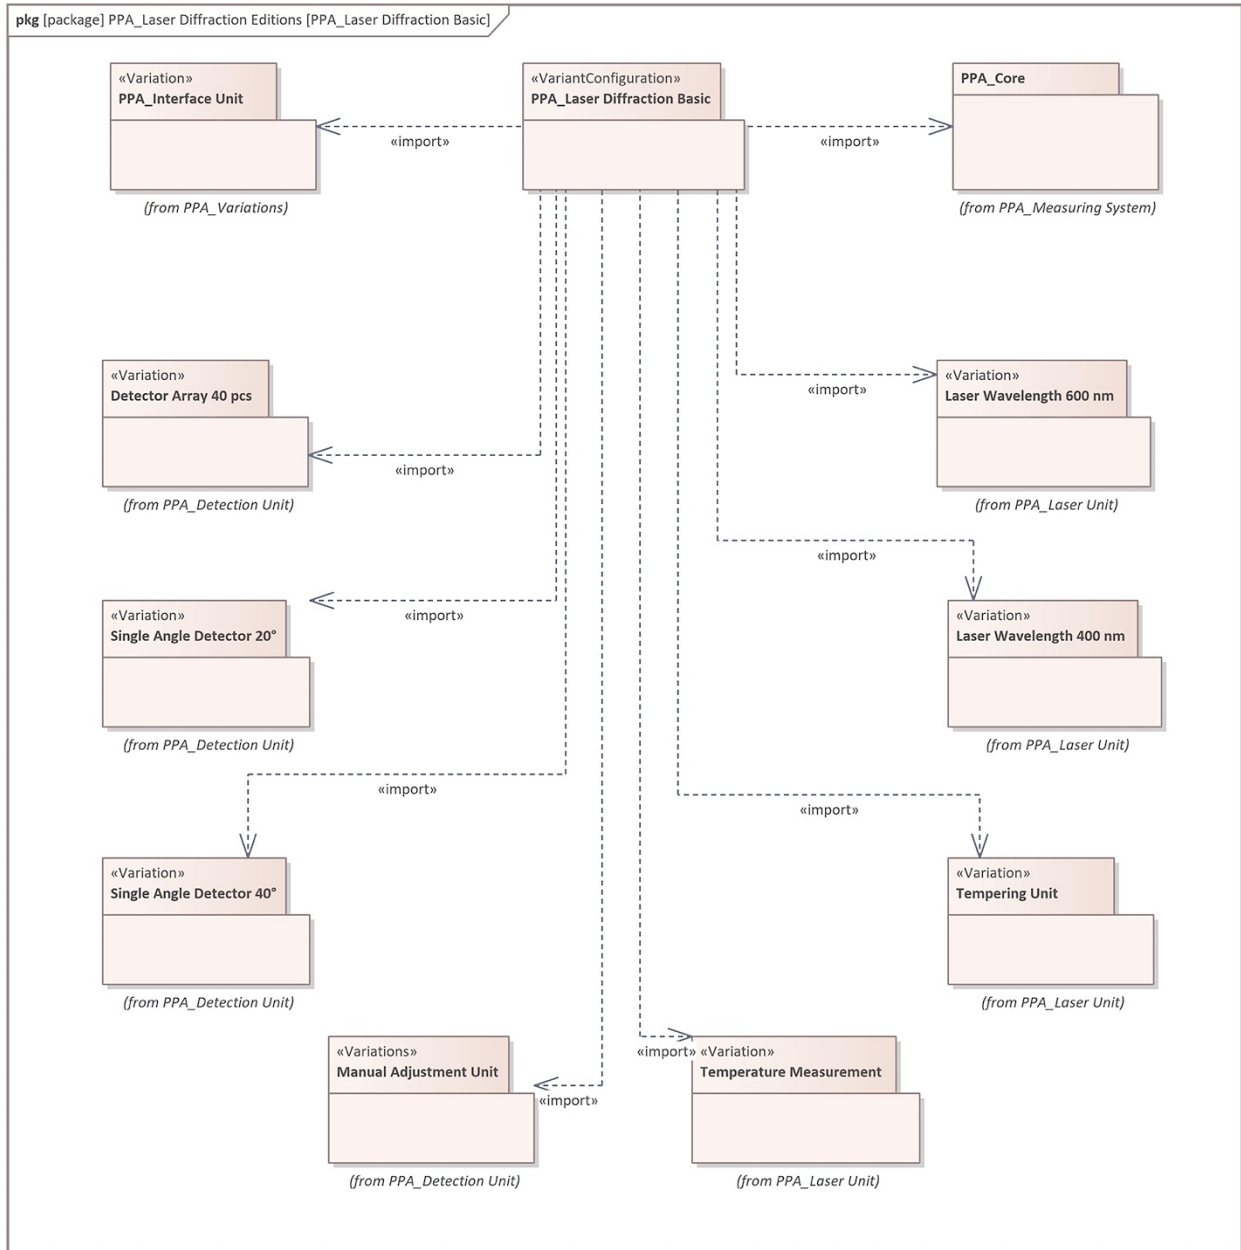 pkg [package] PPA_Laser Diffraction Editions [PPA_Laser Diffraction Basic]
«Variation»
PPA_Interface Unit
(from PPA_Variations)
«import»
«VariantConfiguration»
PPA_Laser Diffraction Basic
«import»
PPA_Core
(from PPA_Measuring System)
«Variation»
Detector Array 40 pcs
(from PPA_Detection Unit)
«import»
«import»
«Variation»
Laser Wavelength 600 nm
(from PPA_Laser Unit)
«Variation»
Single Angle Detector 20°
(from PPA_Detection Unit)
«import»
«import»
«Variation»
Laser Wavelength 400 nm
(from PPA_Laser Unit)
«import»
«Variation»
Single Angle Detector 40°
(from PPA_Detection Unit)
«import»
«Variation»
Tempering Unit
(from PPA_Laser Unit)
«Variations»
Manual Adjustment Unit
(from PPA_Detection Unit)
«import»
«import»
«Variation»
Temperature Measurement
(from PPA_Laser Unit)